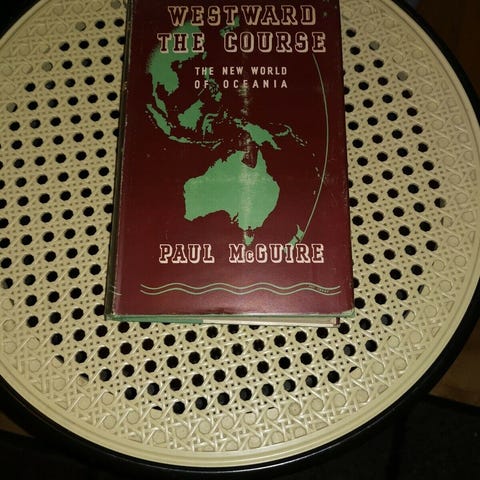 WESTWARD
THE COURSE
THE NEW WORLD
OF OCEANIA
PAUL McGUIRE